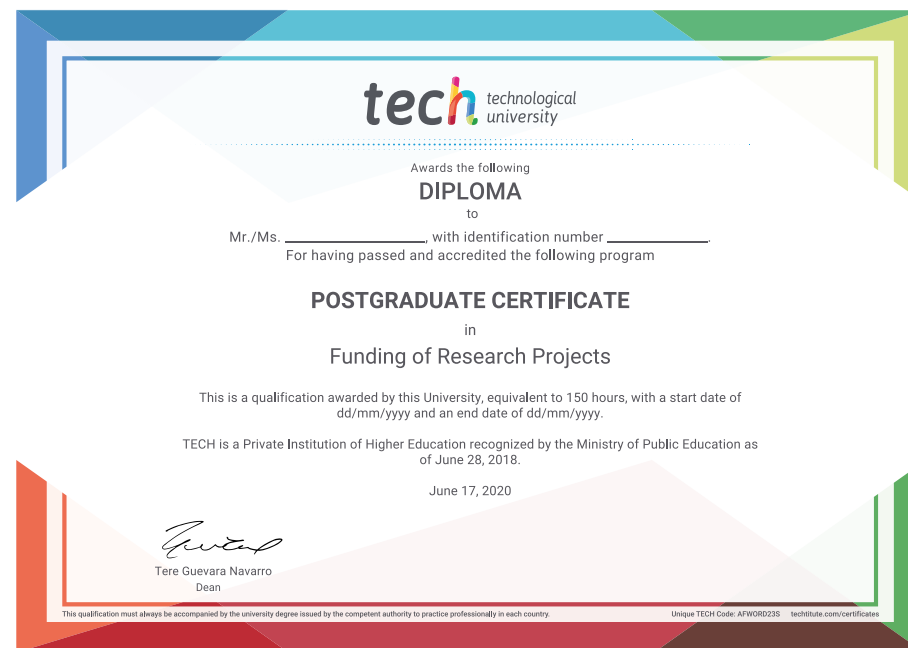 tech technological
university
Awards the following
DIPLOMA
to
Mr./Ms. ____________________, with identification number __________________.
For having passed and accredited the following program
POSTGRADUATE CERTIFICATE
in
Funding of Research Projects
This is a qualification awarded by this University, equivalent to 150 hours, with a start date of
dd/mm/yyyy and an end date of dd/mm/yyyy.
TECH is a Private Institution of Higher Education recognized by the Ministry of Public Education as
of June 28, 2018.
June 17, 2020
Tere Guevara Navarro
Dean
This qualification must always be accompanied by the university degree issued by the competent authority to practice professionally in each country. Unique TECH Code: AFWORD23S techtitute.com/certificates